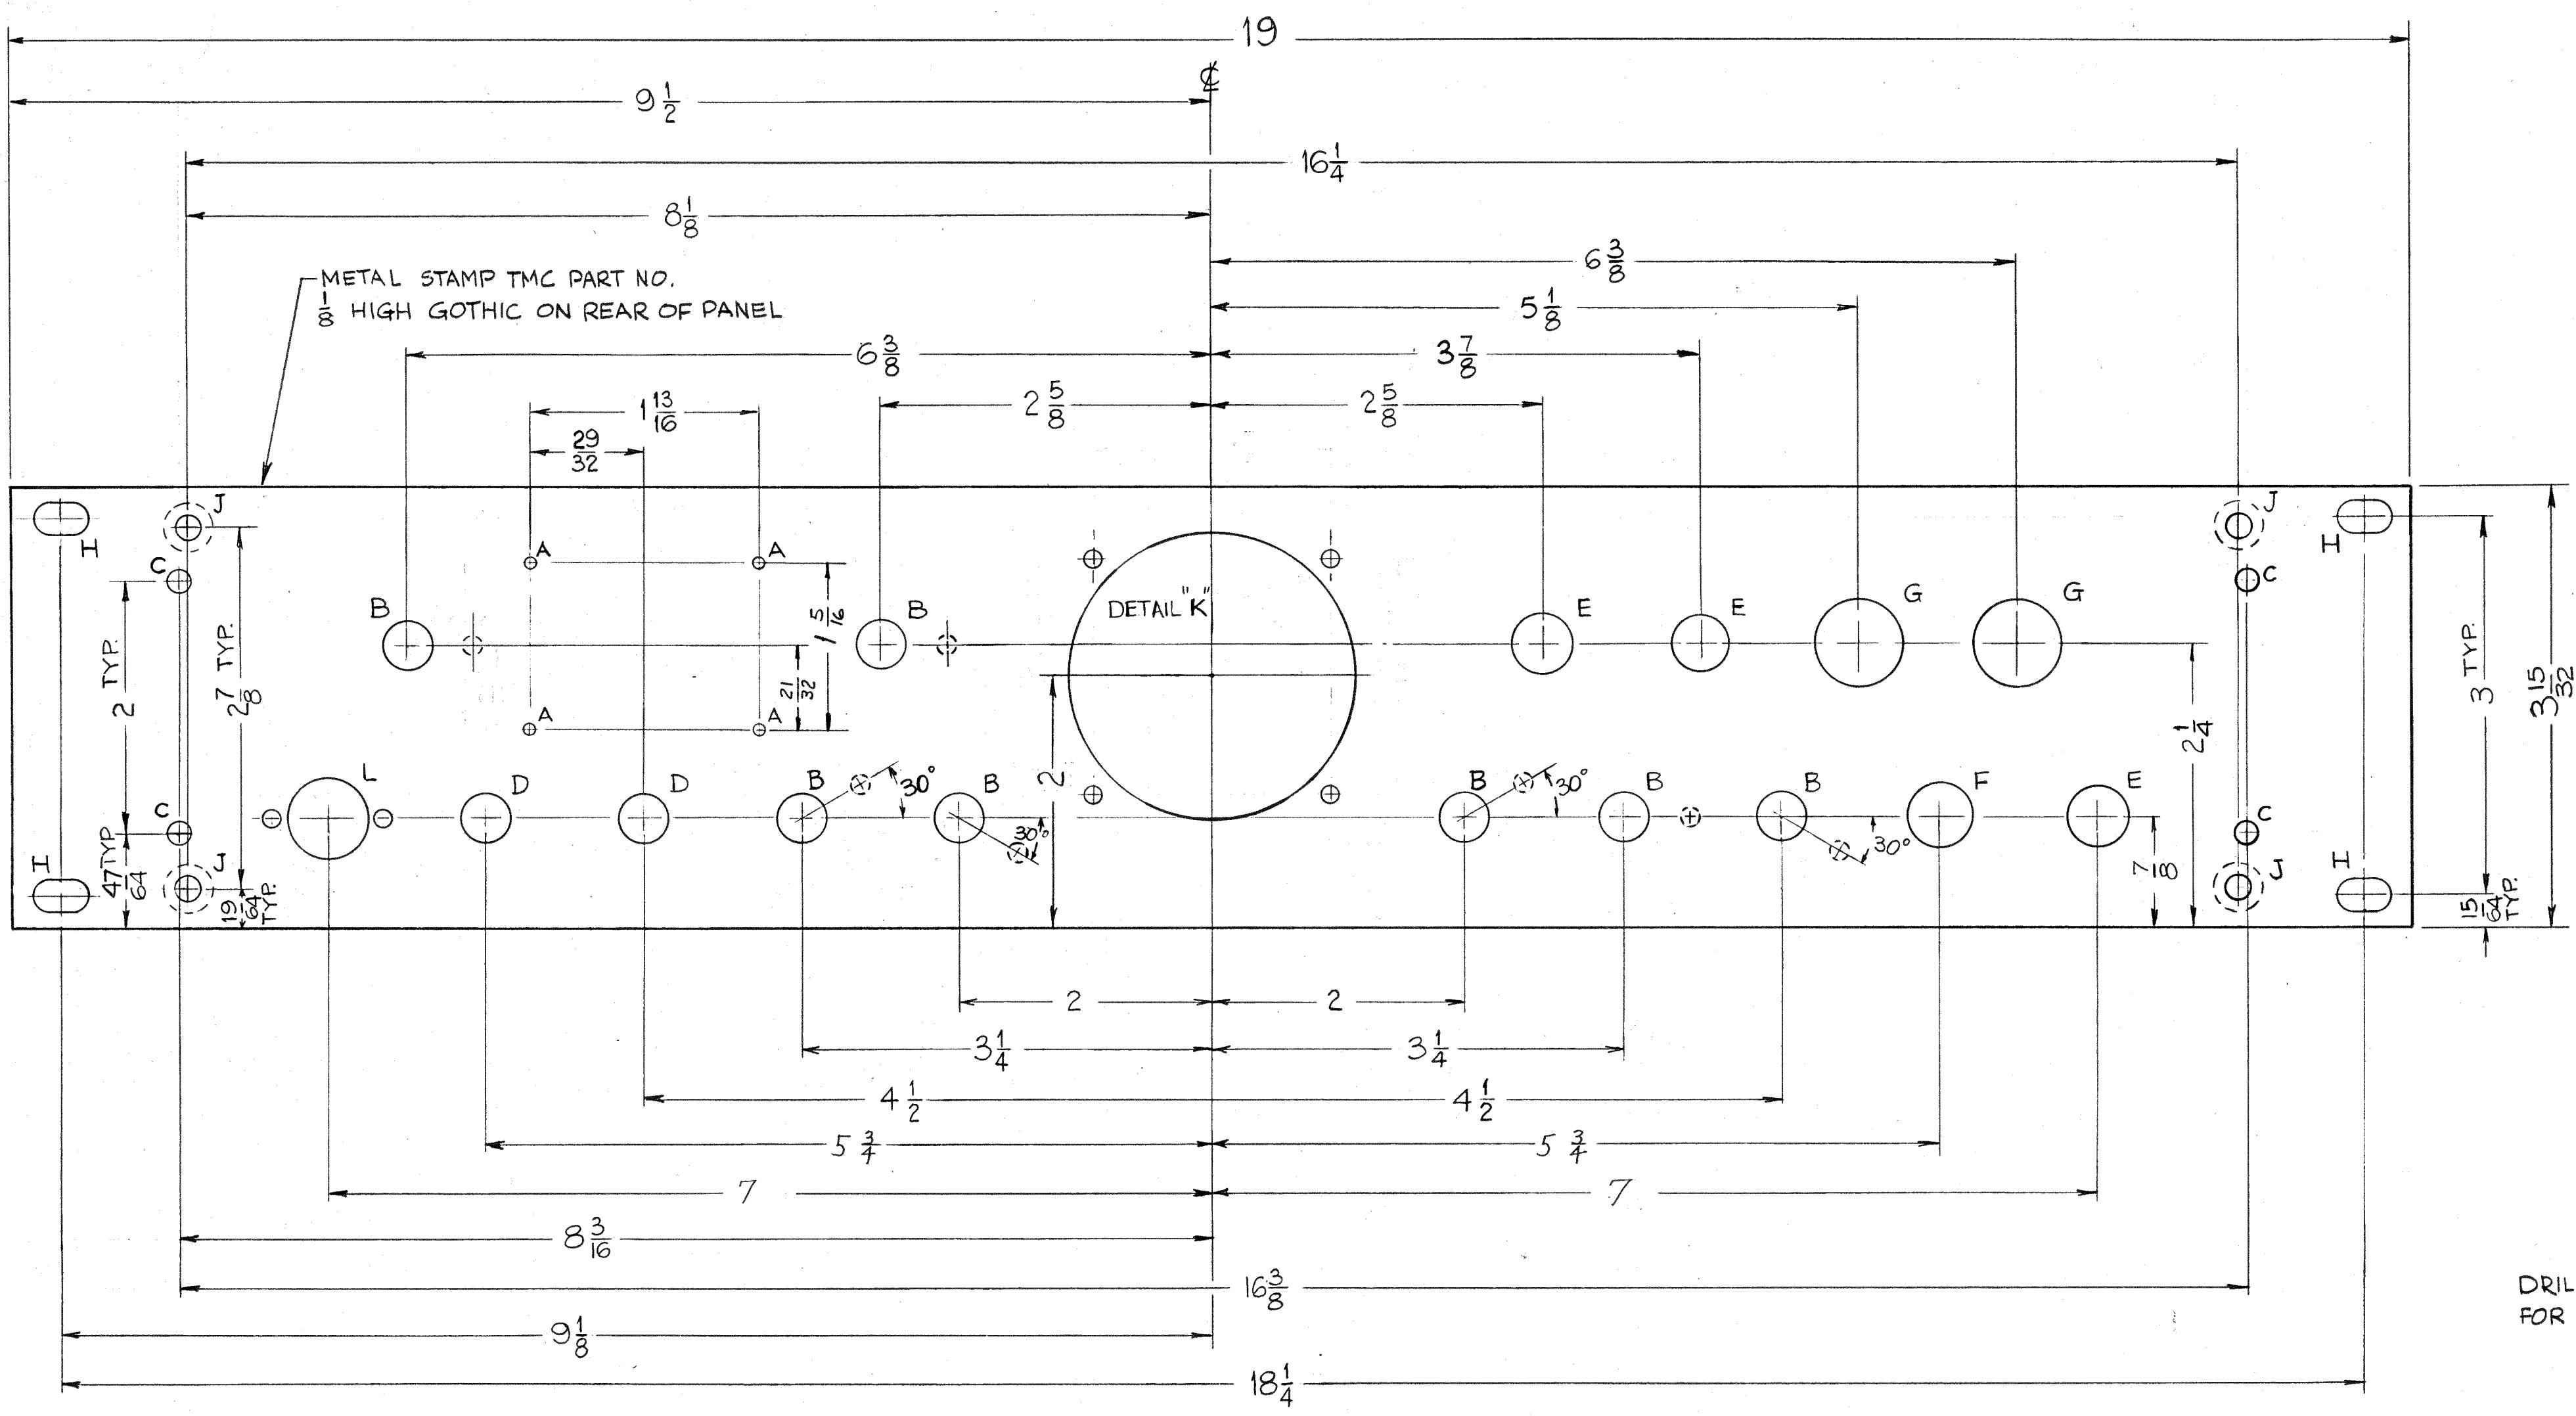 19
℄
9 1/2
16 1/4
8 1/8
6 3/8
METAL STAMP TMC PART NO.
1/8 HIGH GOTHIC ON REAR OF PANEL
5 1/8
6 3/8
3 7/8
1 13/16
2 5/8
2 5/8
29/32
J
J
H
H
A
A
C
C
DETAIL "K"
B
B
E
E
G
G
1 5/16
2 TYP.
2 7/8 TYP.
21/32
3 TYP.
3 15/32
2 1/4
A
A
L
D
D
B
30°
B
2
B
30°
B
B
F
E
C
C
30°
30°
7/8
H
47/64 TYP
J
J
H
19/64 TYP.
15/64 TYP.
2
2
3 1/4
3 1/4
4 1/2
4 1/2
5 3/4
5 3/4
7
7
8 3/16
16 3/8
DRIL
FOR
9 1/8
18 1/4